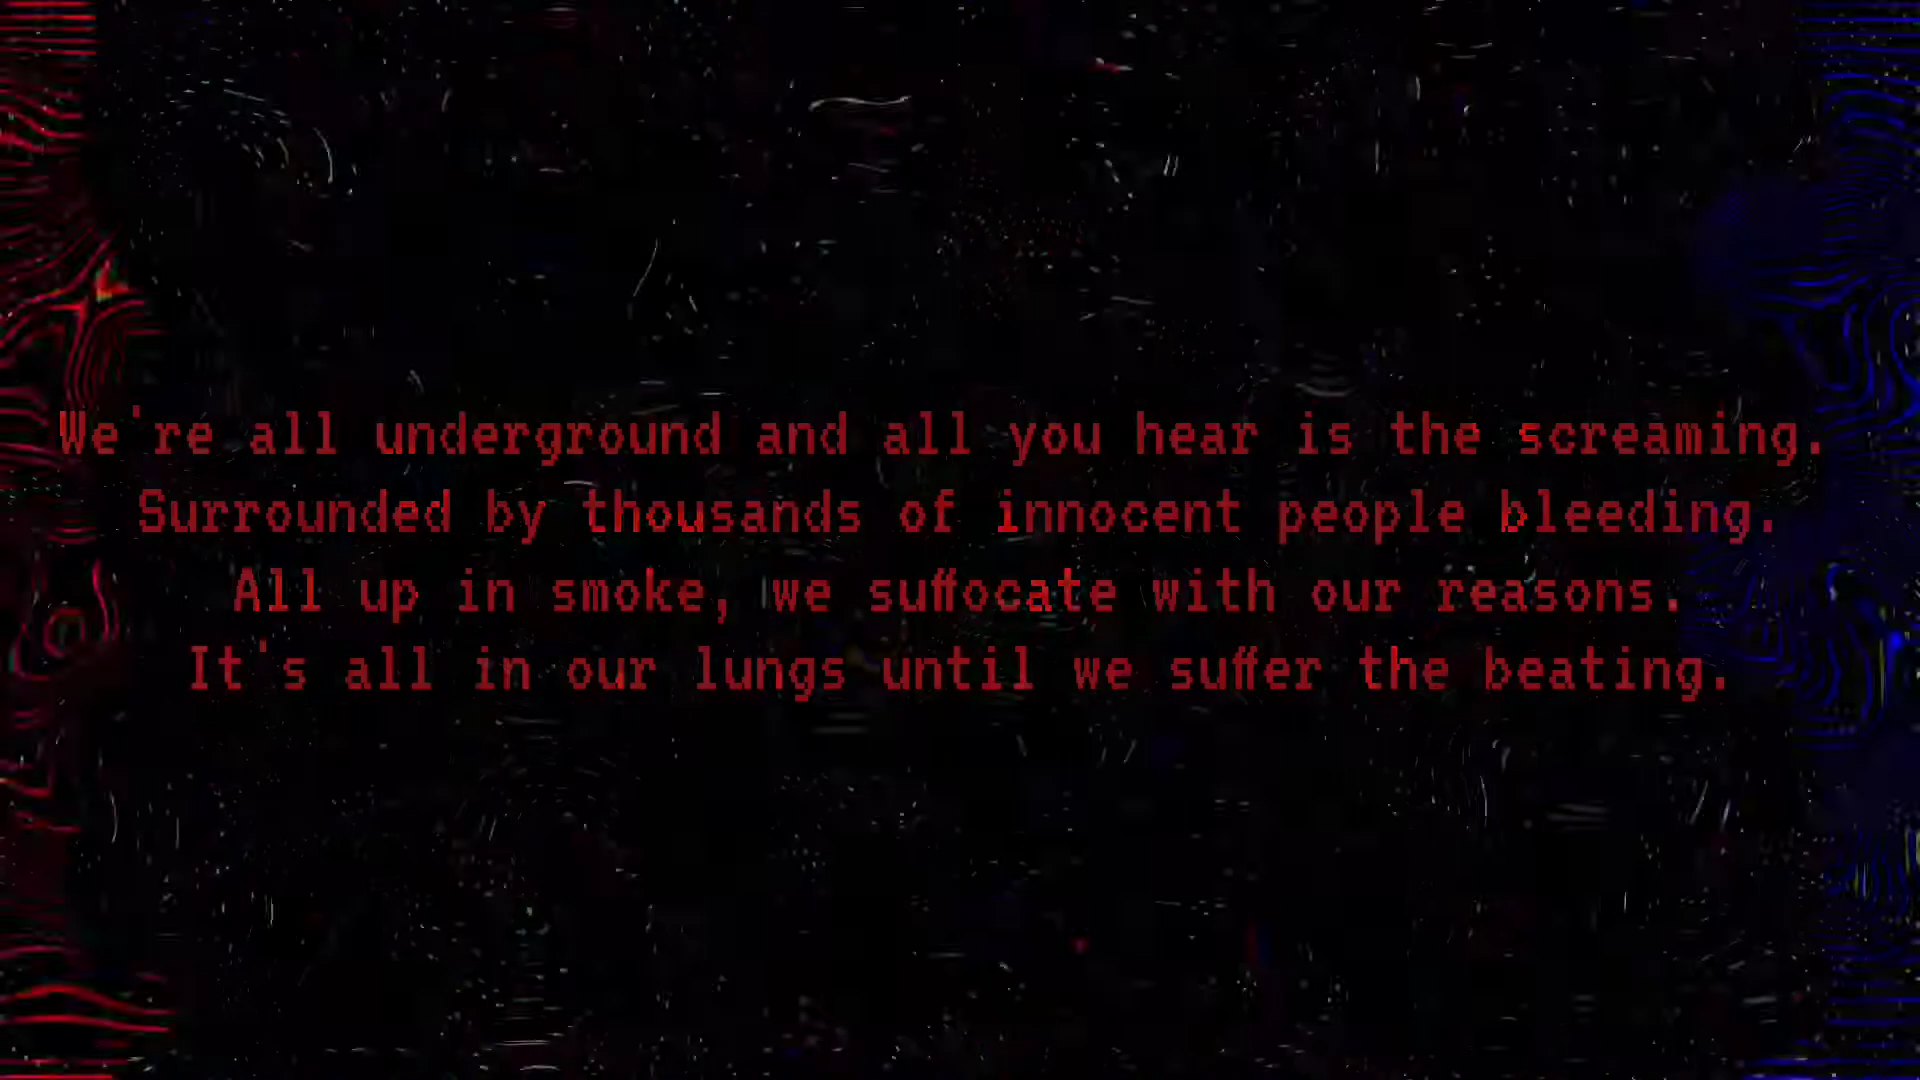 We're all underground and all you hear is the screaming.
Surrounded by thousands of innocent people bleeding.
All up in smoke, we suffocate with our reasons.
It's all in our lungs until we suffer the beating.